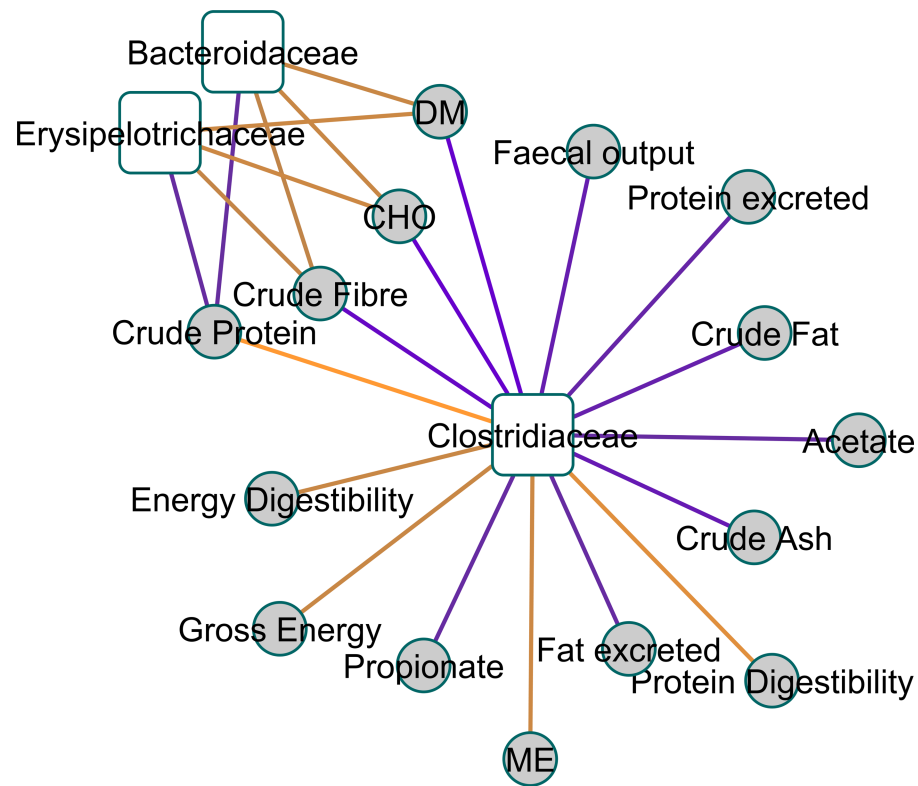 Bacteroidaceae
DM
Erysipelotrichaceae
Faecal output
Protein excreted
CHO
Crude Fibre
Crude Protein
Crude Fat
Clostridiaceae
Acetate
Energy Digestibility
Crude Ash
Gross Energy
Fat excreted
Propionate
Protein Digestibility
ME